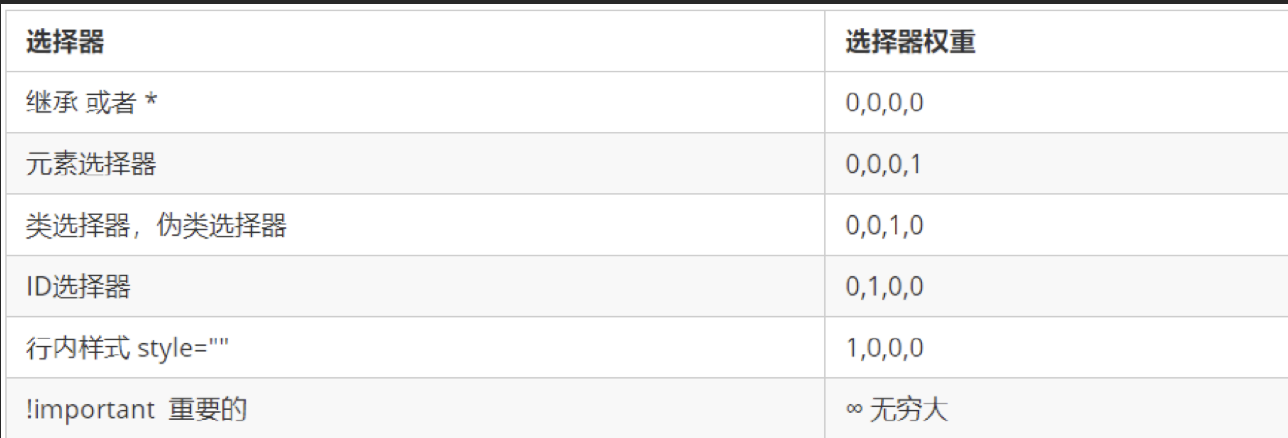 选择器 选择器权重
继承 或者 * 0,0,0,0
元素选择器 0,0,0,1
类选择器，伪类选择器 0,0,1,0
ID选择器 0,1,0,0
行内样式 style="" 1,0,0,0
!important 重要的 ∞ 无穷大